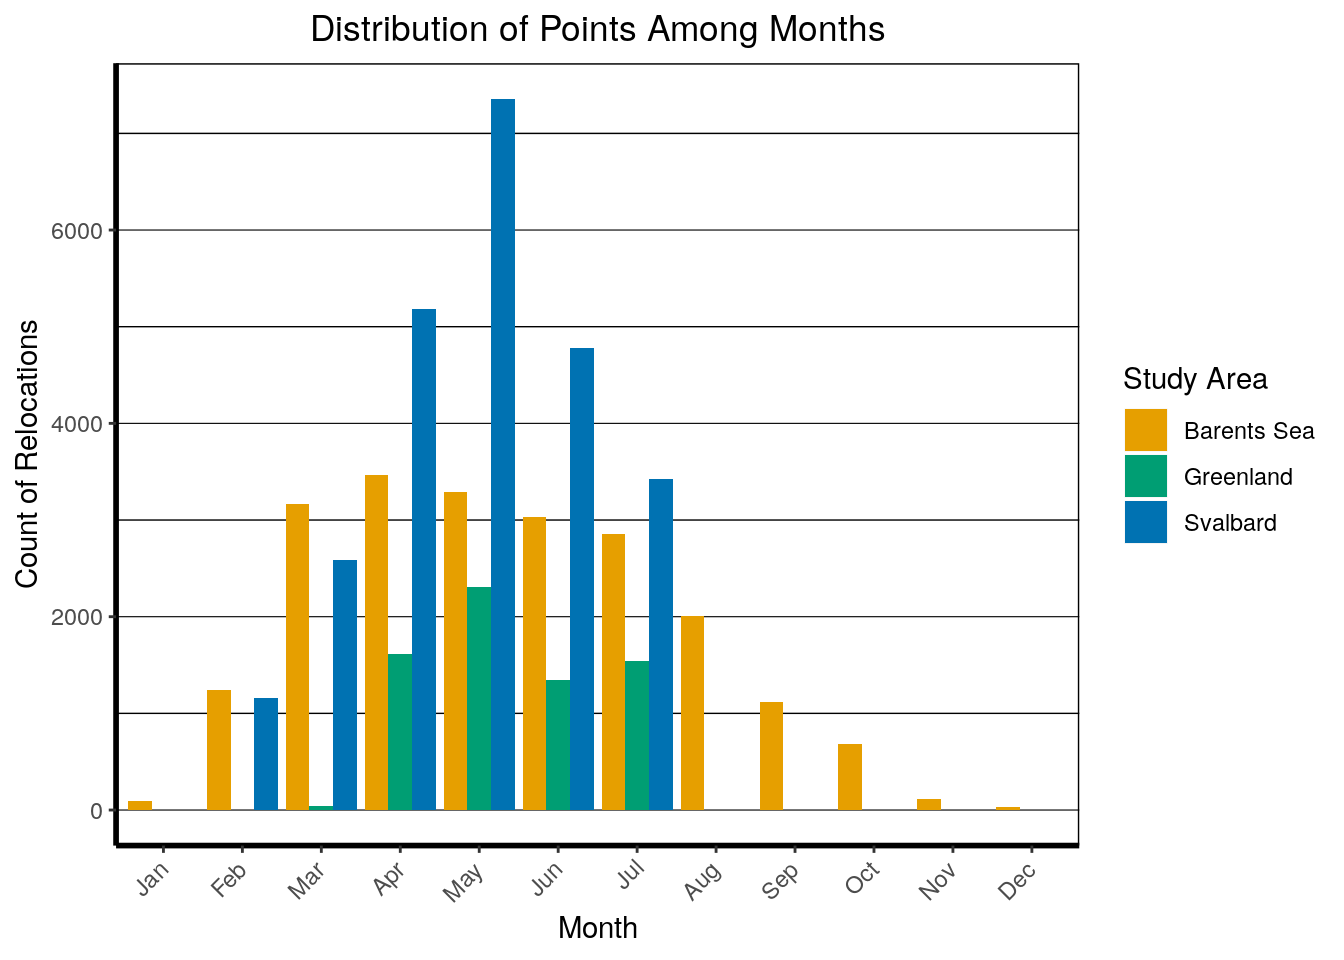 Distribution of Points Among Months
Count of Relocations
6000
4000
2000
0
Jan Feb Mar Apr May Jun Jul Aug Sep Oct Nov Dec
Month
Study Area
Barents Sea
Greenland
Svalbard